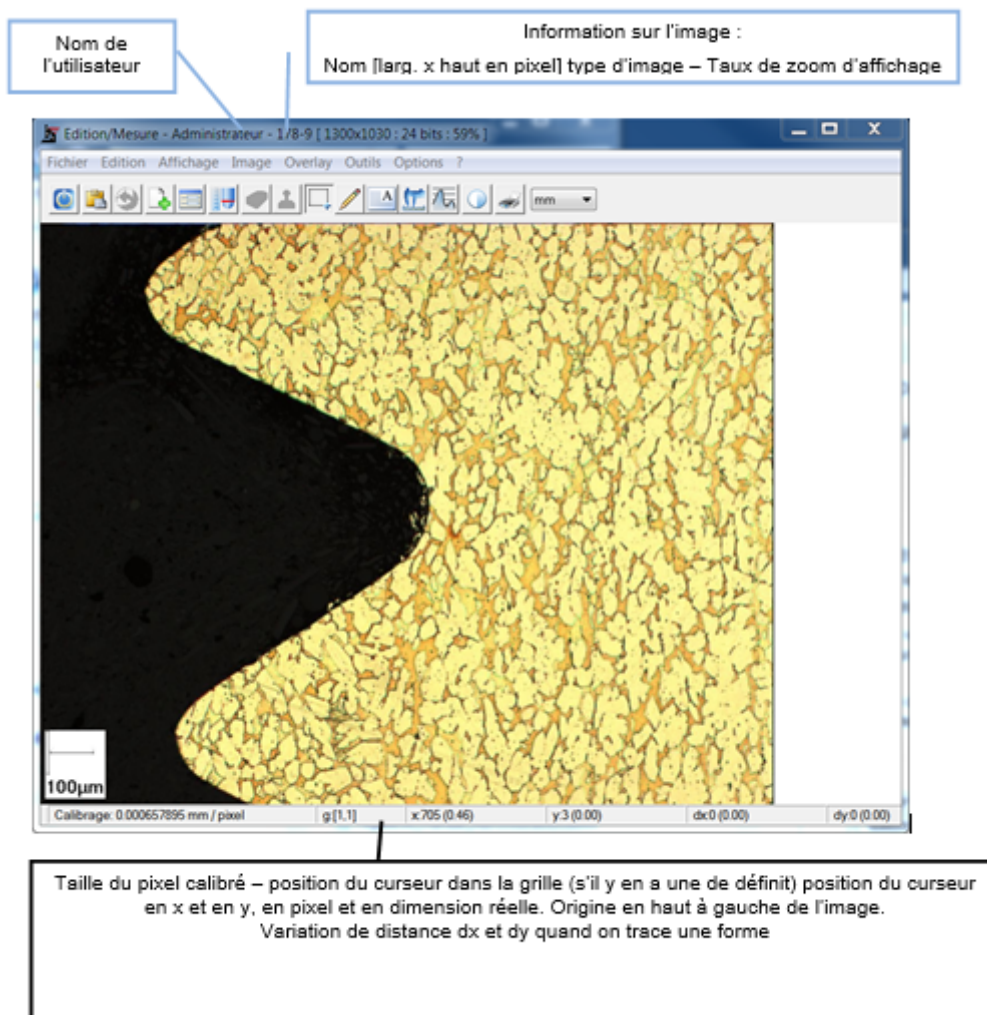 Nom de
l'utilisateur
Information sur l'image :
Nom [larg. x haut en pixel] type d'image – Taux de zoom d'affichage
Edition/Mesure - Administrateur - 178-9 [ 1300x1030 : 24 bits : 59% ]
Fichier Edition Affichage Image Overlay Outils Options ?
A
mm
100µm
Calibrage: 0.000657895 mm / pixel g:[1,1] x:705 (0.46) y:3 (0.00) dx:0 (0.00) dy:0 (0.00)
Taille du pixel calibré – position du curseur dans la grille (s'il y en a une de définit) position du curseur
en x et en y, en pixel et en dimension réelle. Origine en haut à gauche de l'image.
Variation de distance dx et dy quand on trace une forme